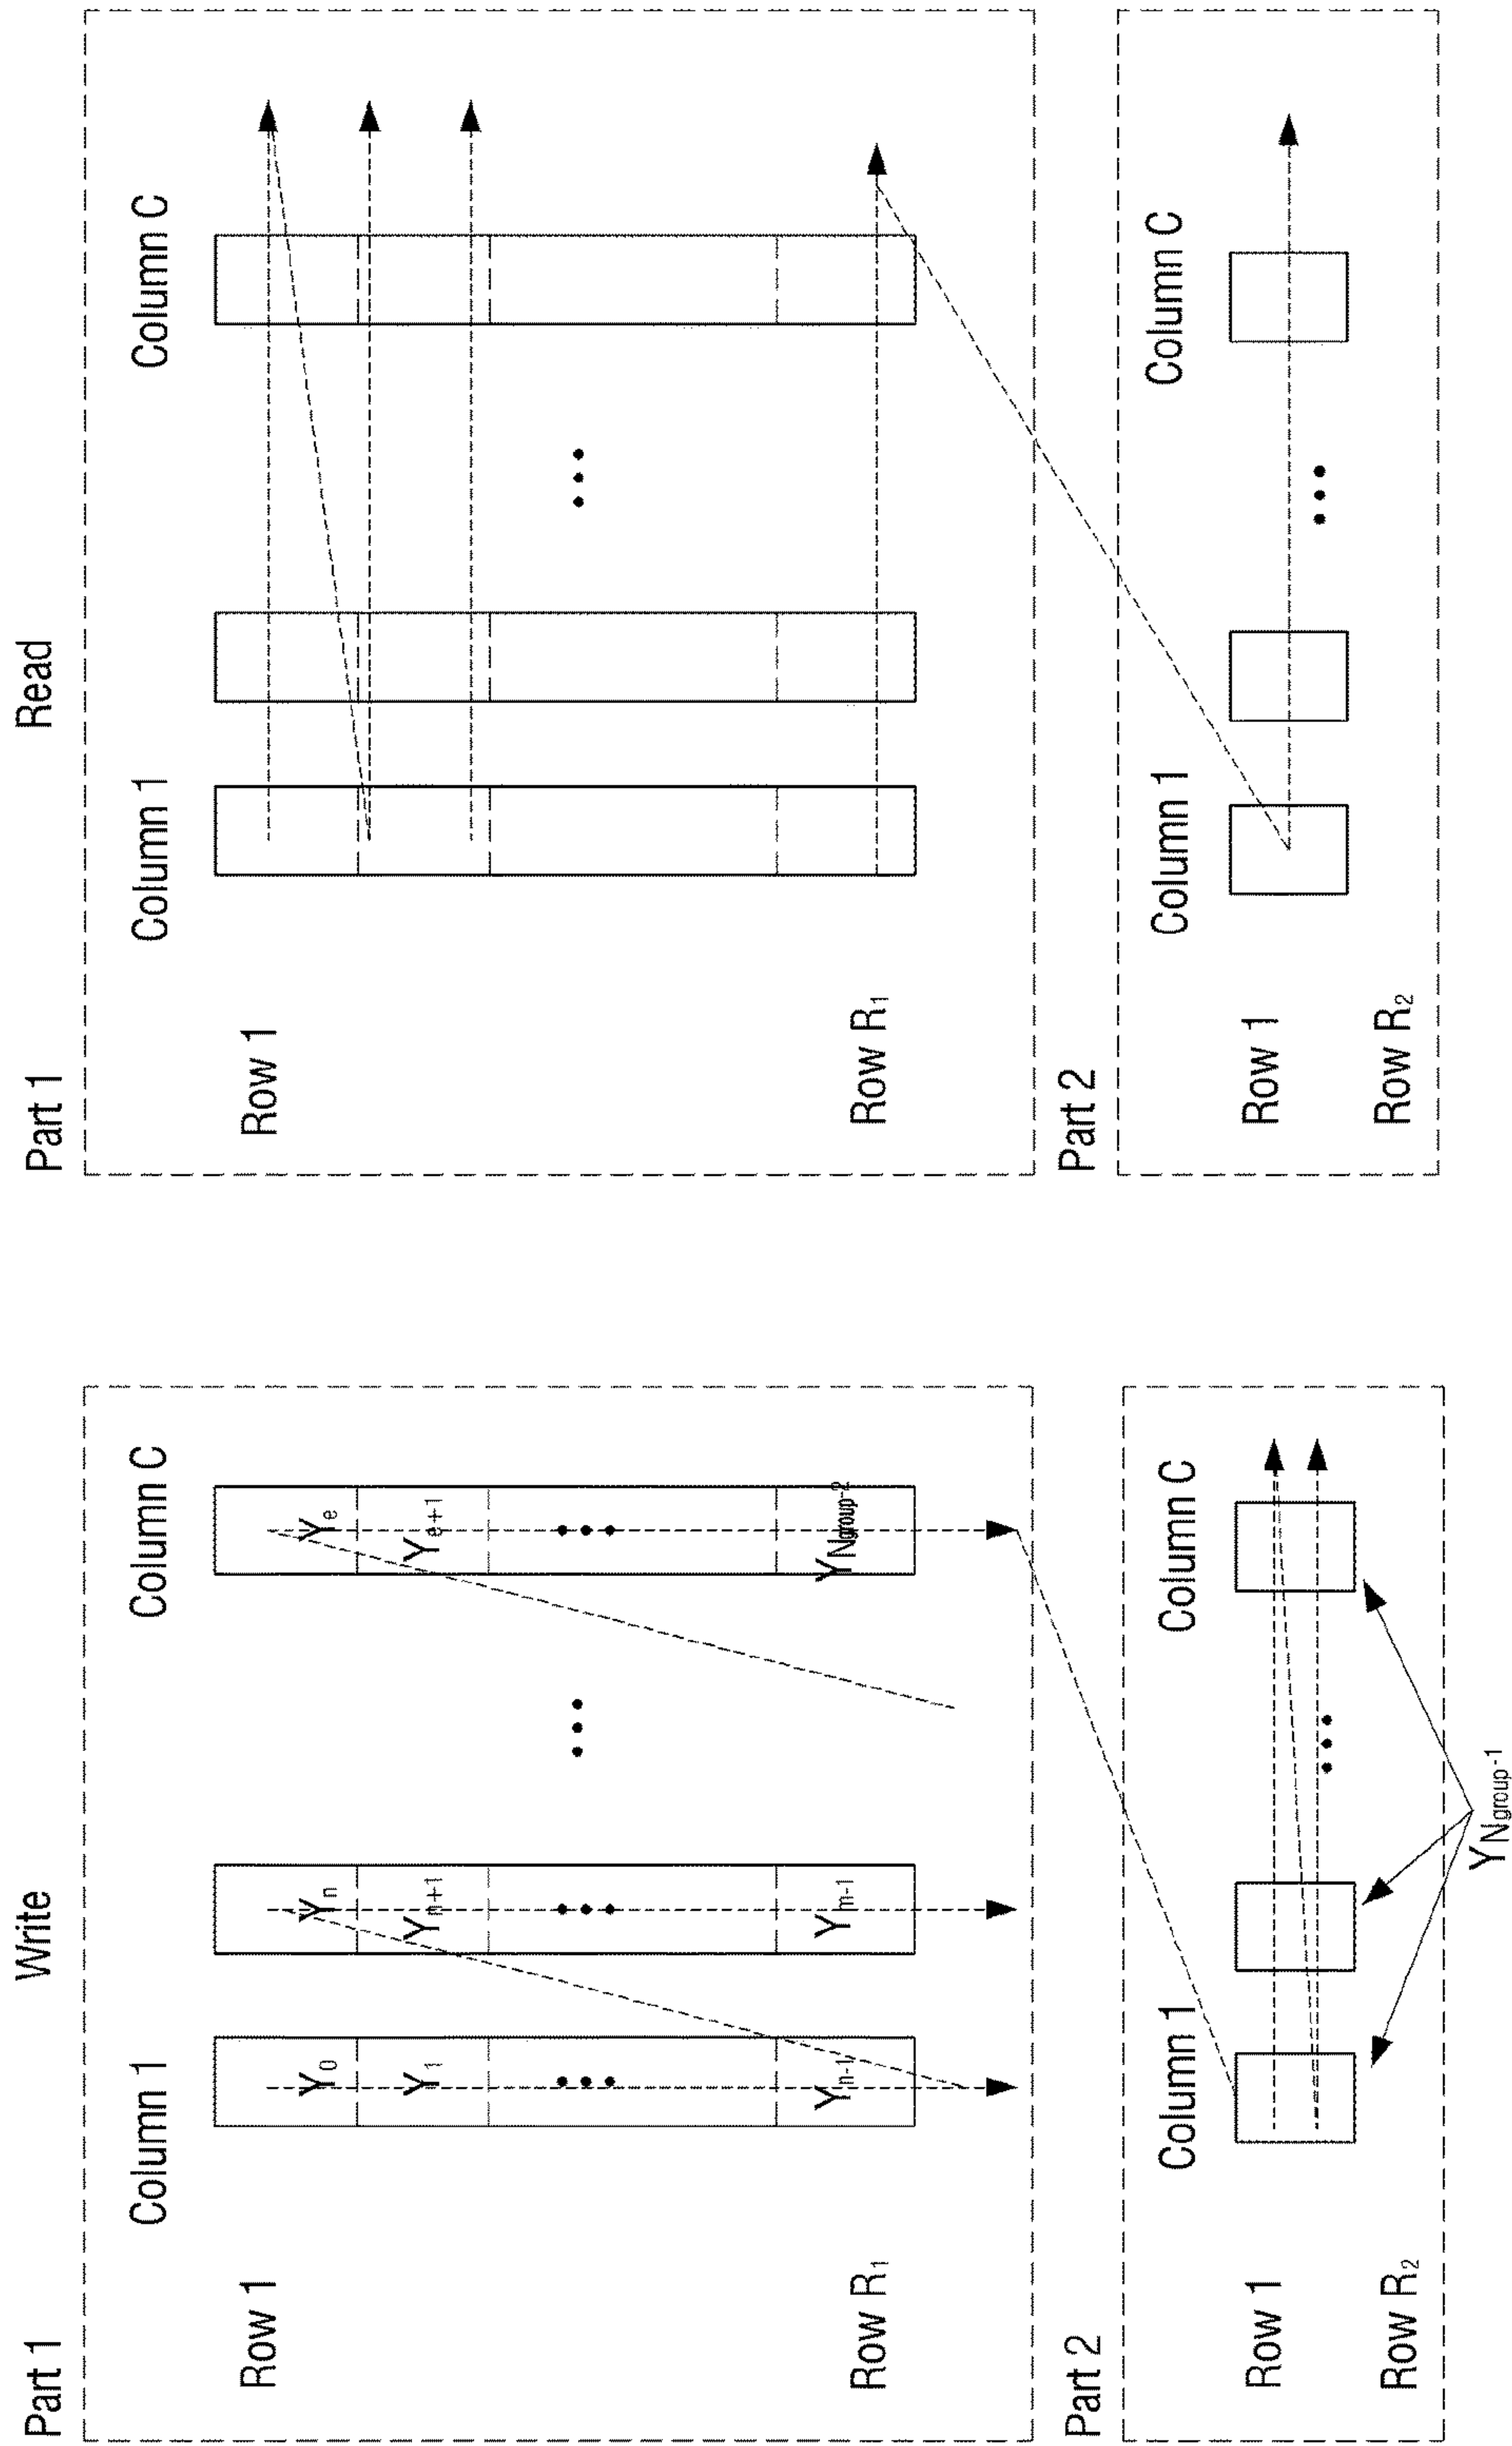 Write
Part 1
Column 1
Column C
Row 1
Y0
Yn
Ye
Y1
Yn+1
Ye+1
Row R1
Yn-1
Ym-1
YNgroup-2
Part 2
Column 1
Column C
Row 1
Row R2
YNgroup-1
Read
Part 1
Column 1
Column C
Row 1
Row R1
Part 2
Column 1
Column C
Row 1
Row R2